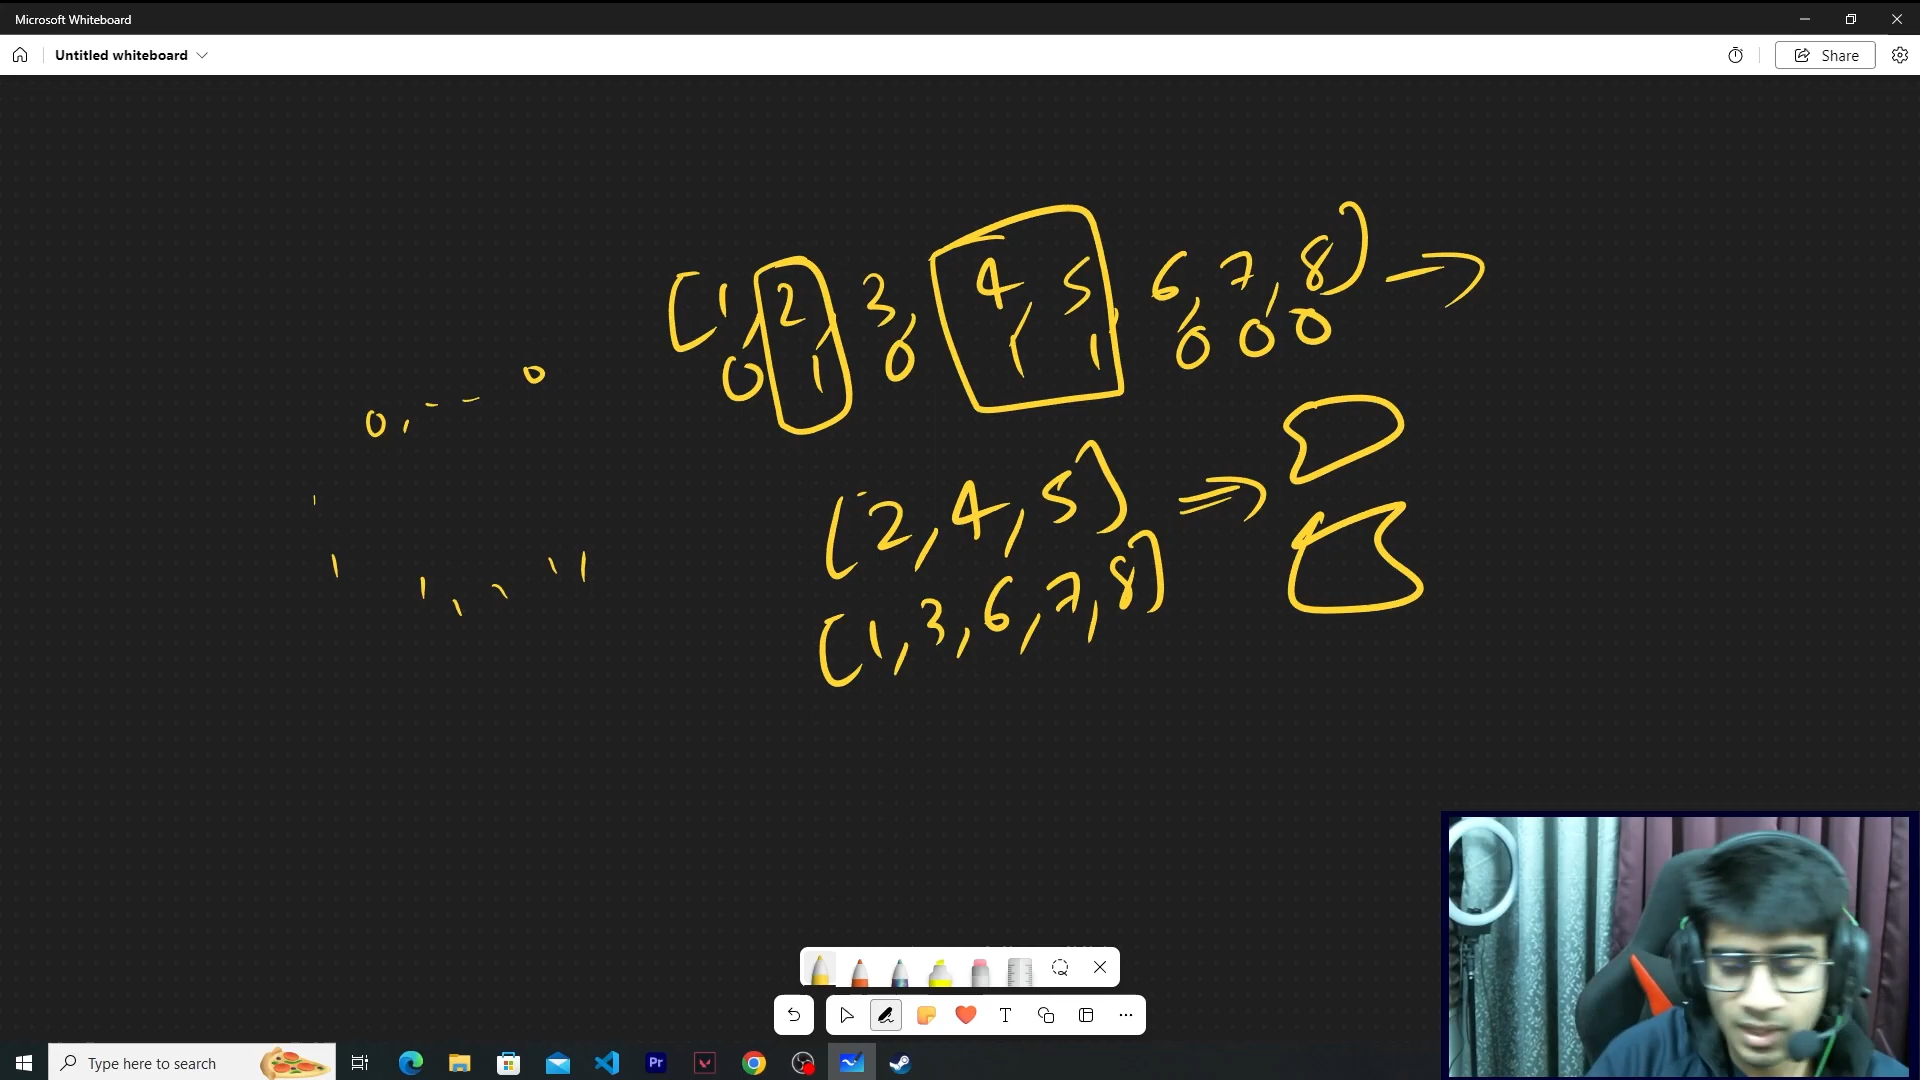 Microsoft Whiteboard
Untitled whiteboard
Share
[1, 2, 3, 4, 5, 6, 7, 8]
0 1 0 1 1 0 0 0
0, - - 0
[2, 4, 5]
[1, 3, 6, 7, 8]
T
Type here to search
Pr